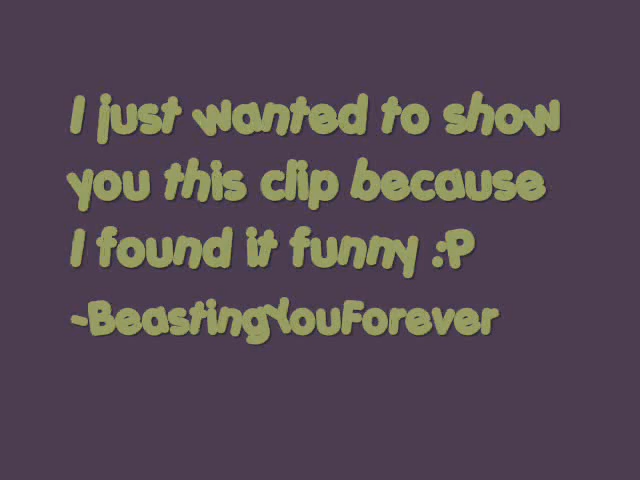 I just wanted to show
you this clip because
I found it funny :P
-BeastingYouForever